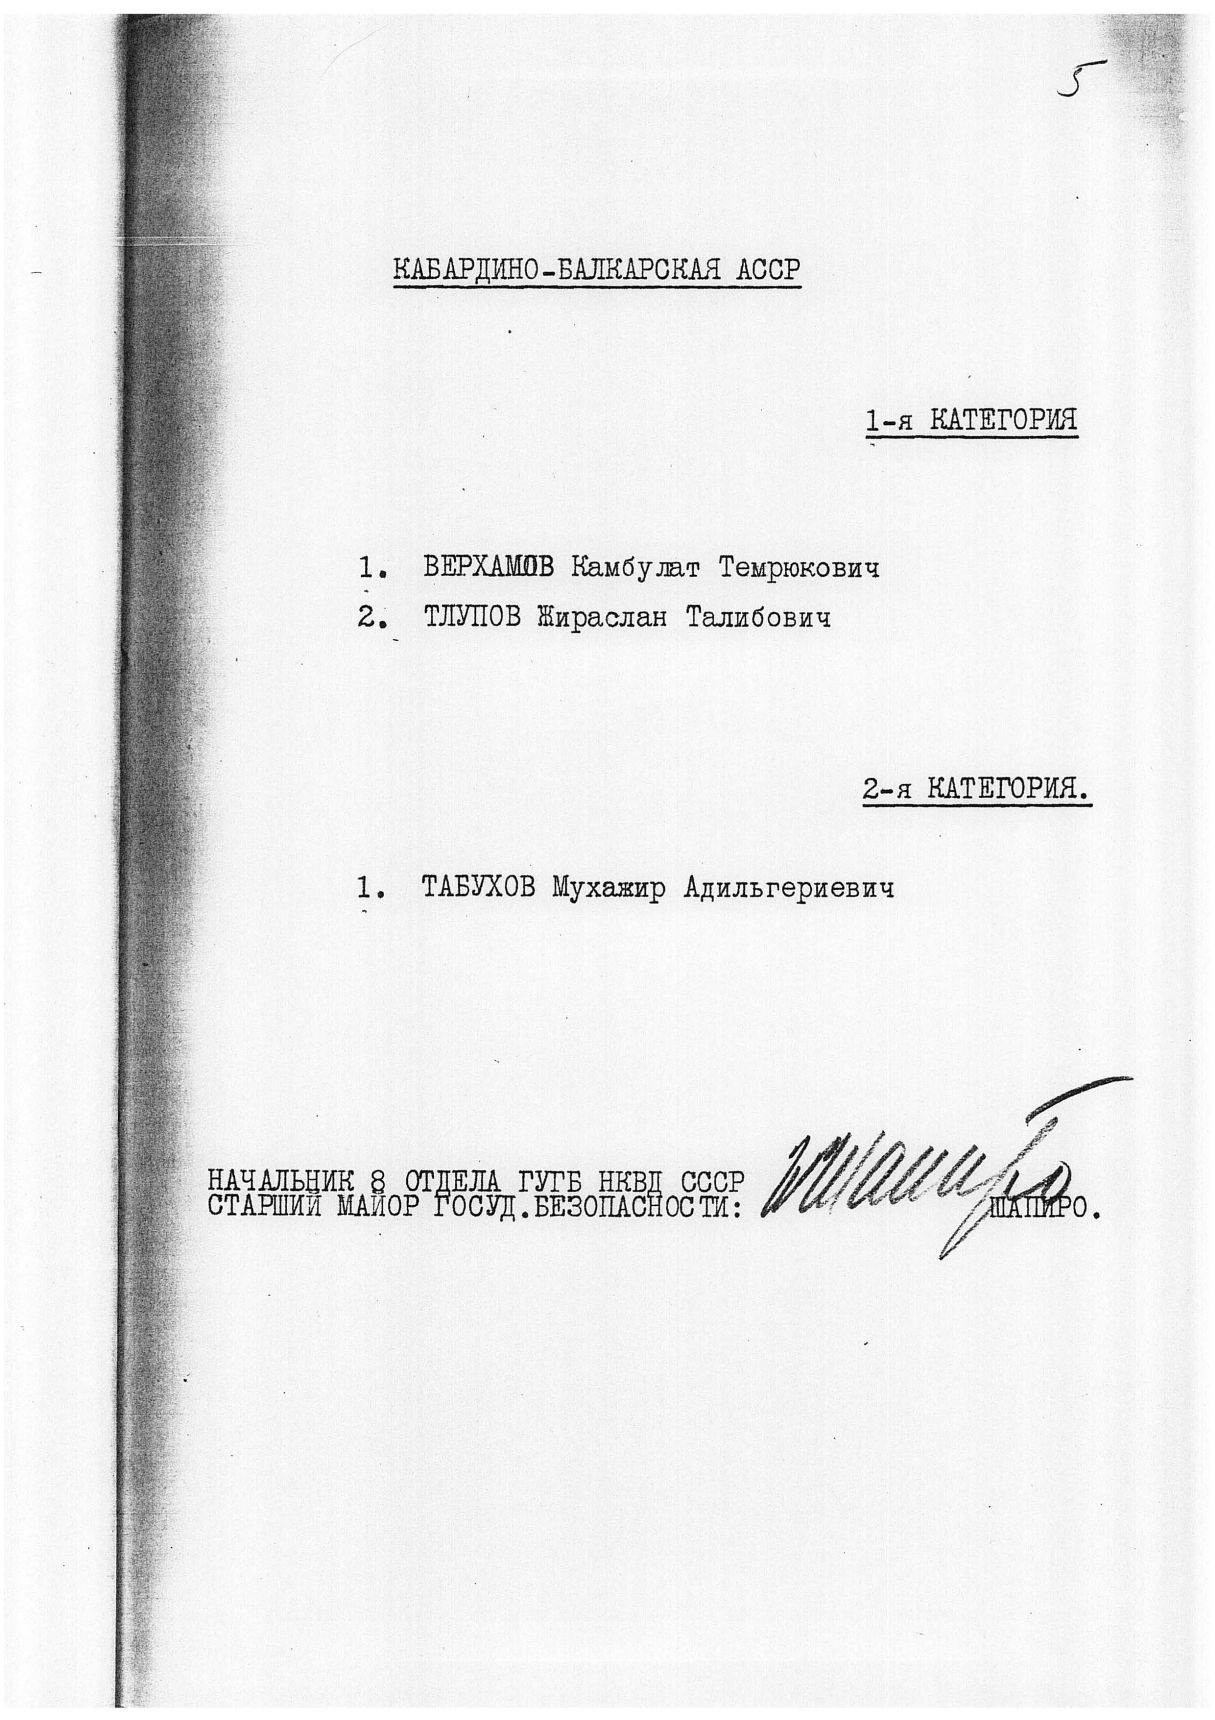 5
КАБАРДИНО-БАЛКАРСКАЯ АССР
1-я КАТЕГОРИЯ
1. ВЕРХАМОВ Камбулат Темрюкович
2. ТЛУПОВ Жираслан Талибович
2-я КАТЕГОРИЯ.
1. ТАБУХОВ Мухажир Адильгериевич
НАЧАЛЬНИК 8 ОТДЕЛА ГУГБ НКВД СССР
СТАРШИЙ МАЙОР ГОСУД.БЕЗОПАСНОСТИ: Шапиро ШАПИРО.